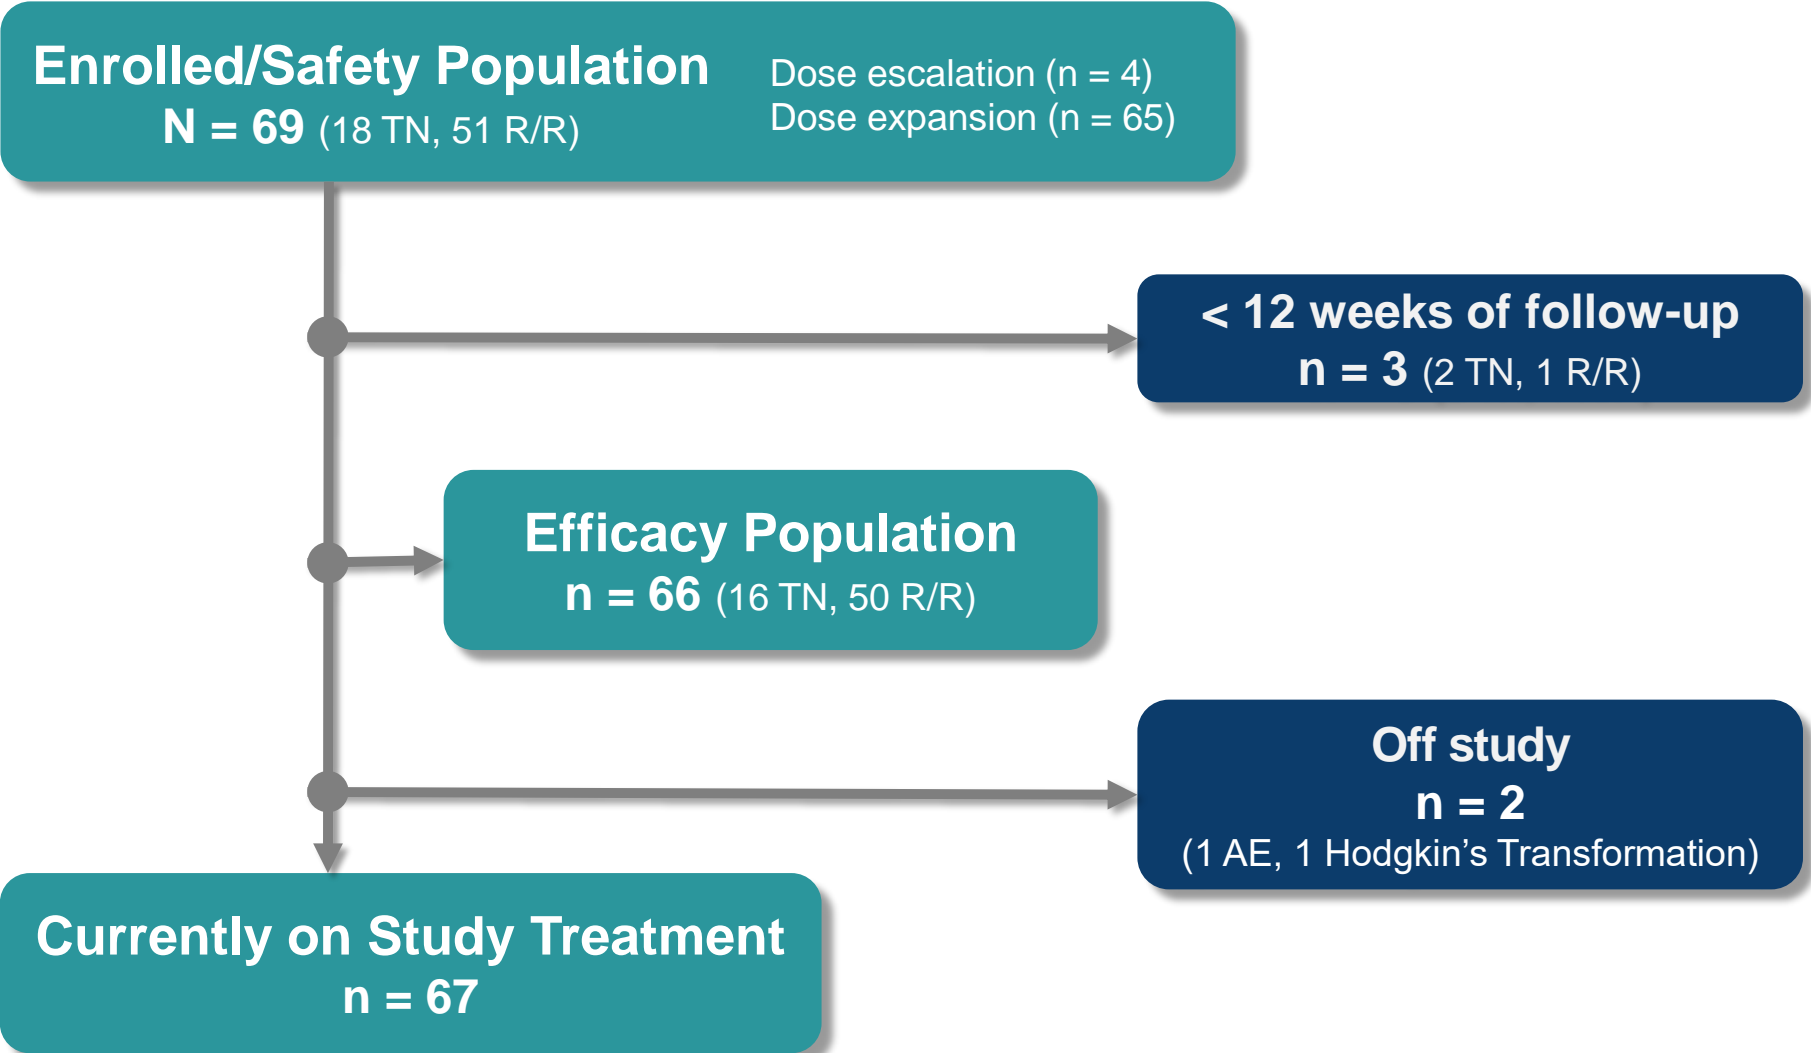 Enrolled/Safety Population
N = 69 (18 TN, 51 R/R)
Dose escalation (n = 4)
Dose expansion (n = 65)
< 12 weeks of follow-up
n = 3 (2 TN, 1 R/R)
Efficacy Population
n = 66 (16 TN, 50 R/R)
Off study
n = 2
(1 AE, 1 Hodgkin’s Transformation)
Currently on Study Treatment
n = 67